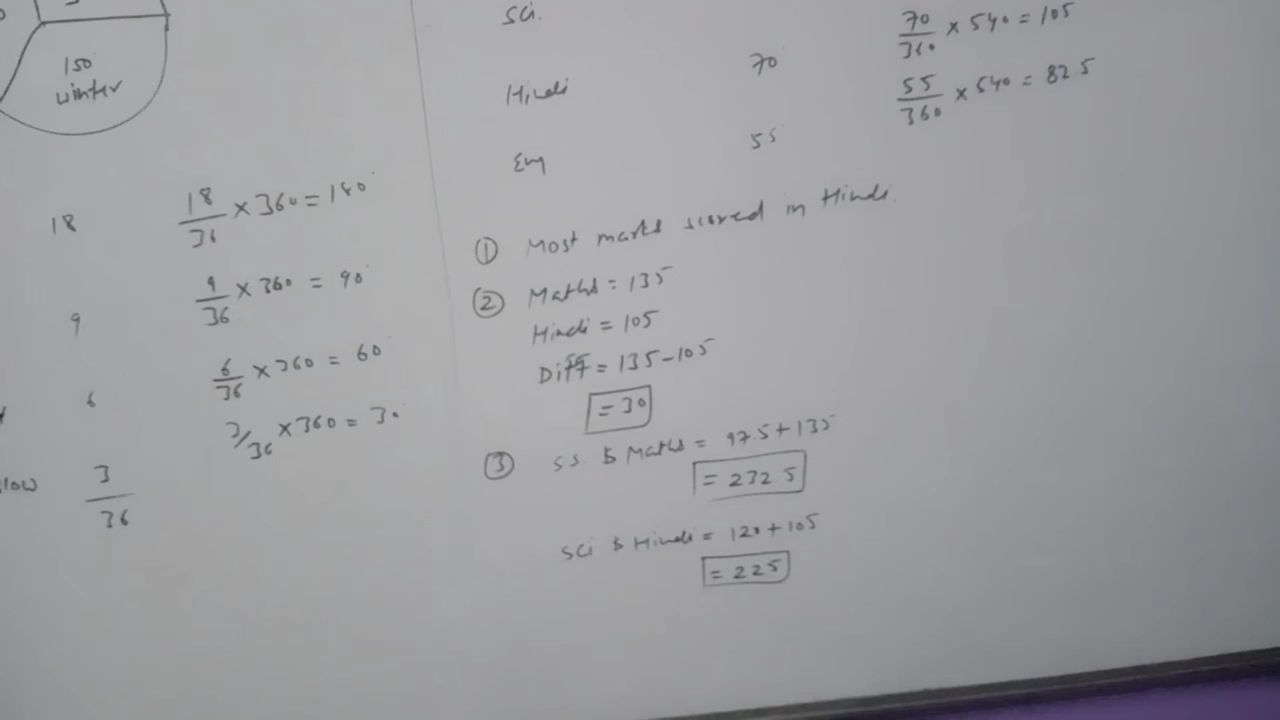 150
winter
18
18/36 × 360 = 180°
9
9/36 × 360 = 90°
6
6/36 × 360 = 60°
3/36
3/36 × 360 = 30
Sci.
70/360 × 540 = 105
Hindi
70
55/360 × 540 = 82.5
Eng
55
① Most marks scored in Hindi.
② Maths = 135
Hindi = 105
Diff = 135-105
= 30
③ SS. & Maths = 97.5+135
= 232.5
Sci & Hindi = 120+105
= 225